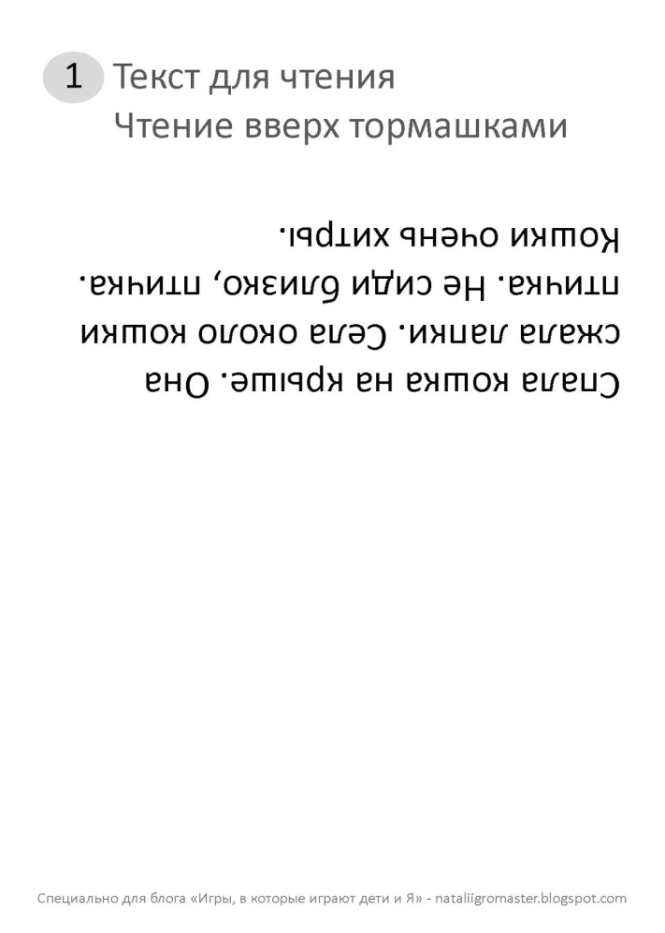 1 Текст для чтения
Чтение вверх тормашками
Спала кошка на крыше. Она
сжала лапки. Села около кошки
птичка. Не сиди близко, птичка.
Кошки очень хитры.
Специально для блога «Игры, в которые играют дети и Я» - nataliigromaster.blogspot.com